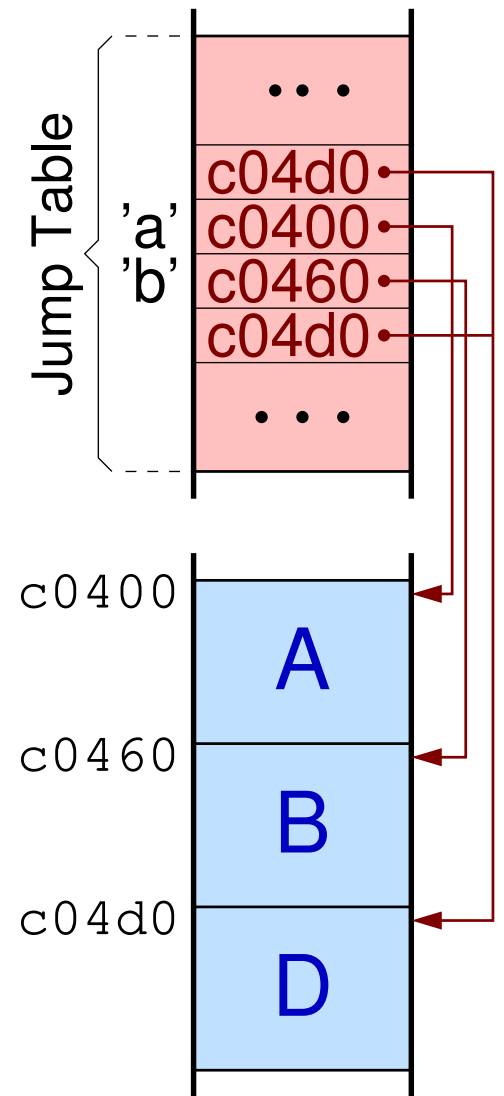 Jump Table
• • •
c04d0
'a' c0400
'b' c0460
c04d0
• • •
c0400
A
c0460
B
c04d0
D